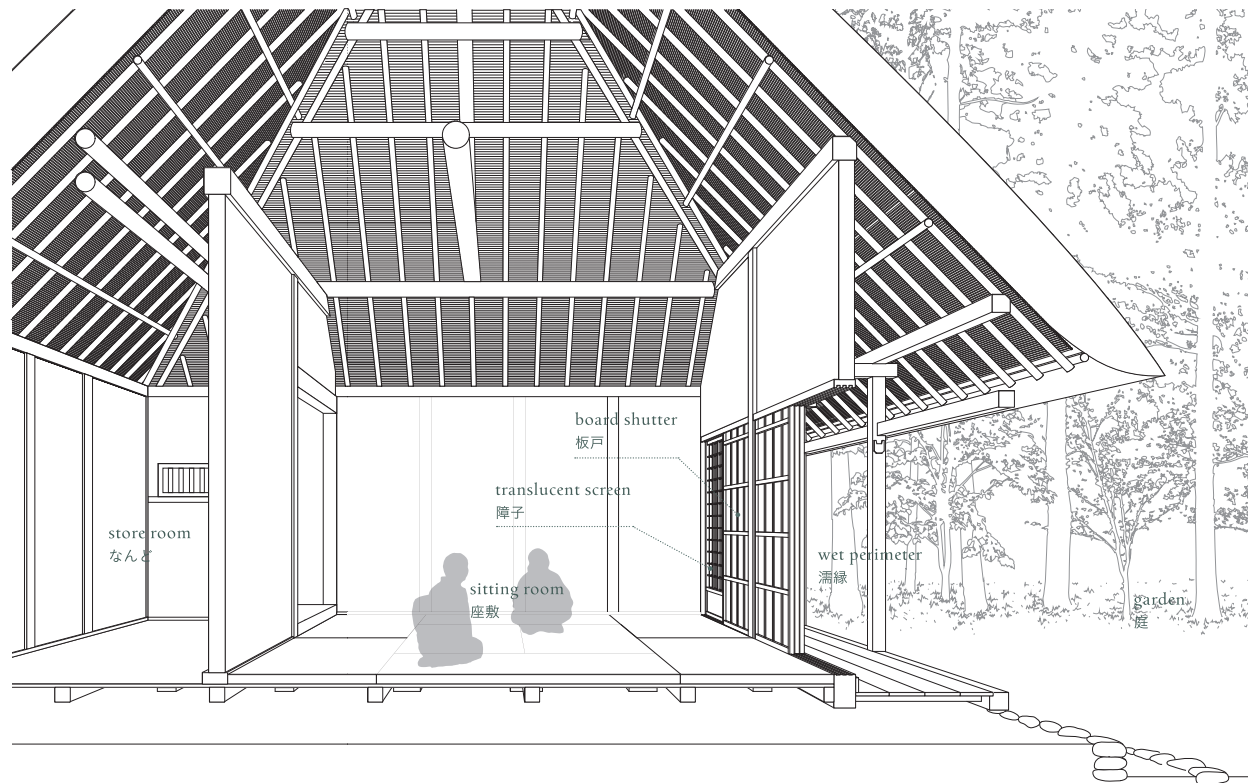 board shutter
板戸
translucent screen
障子
store room
なんど
wet perimeter
濡縁
sitting room
座敷
garden
庭